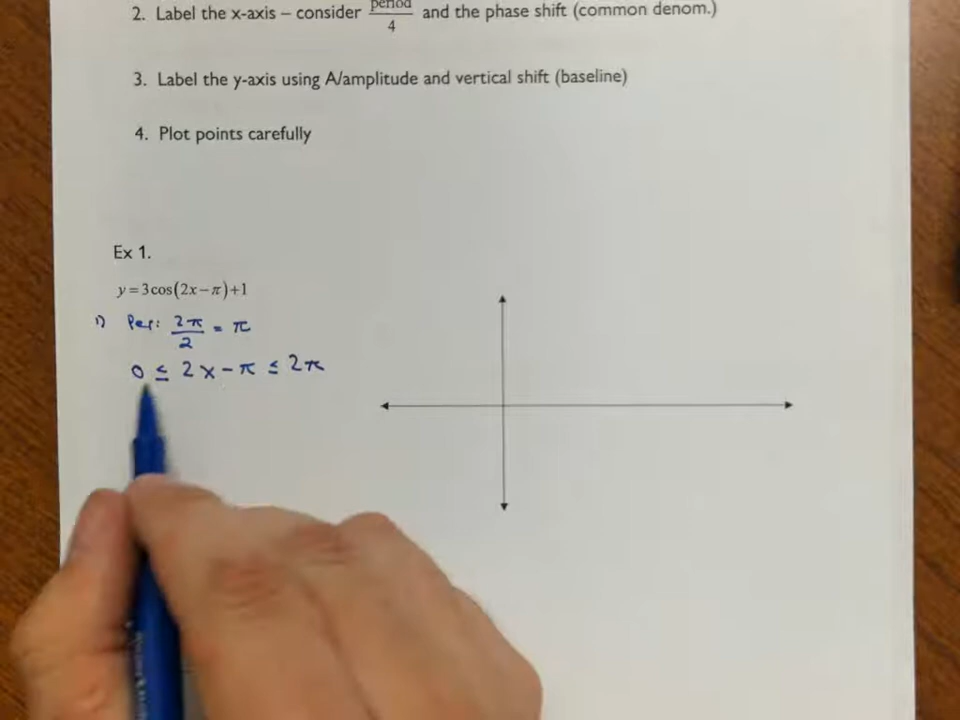 2. Label the x-axis – consider period/4 and the phase shift (common denom.)
3. Label the y-axis using A/amplitude and vertical shift (baseline)
4. Plot points carefully
Ex 1.
y = 3cos(2x − π) + 1
1) Per: 2π/2 = π
0 ≤ 2x − π ≤ 2π